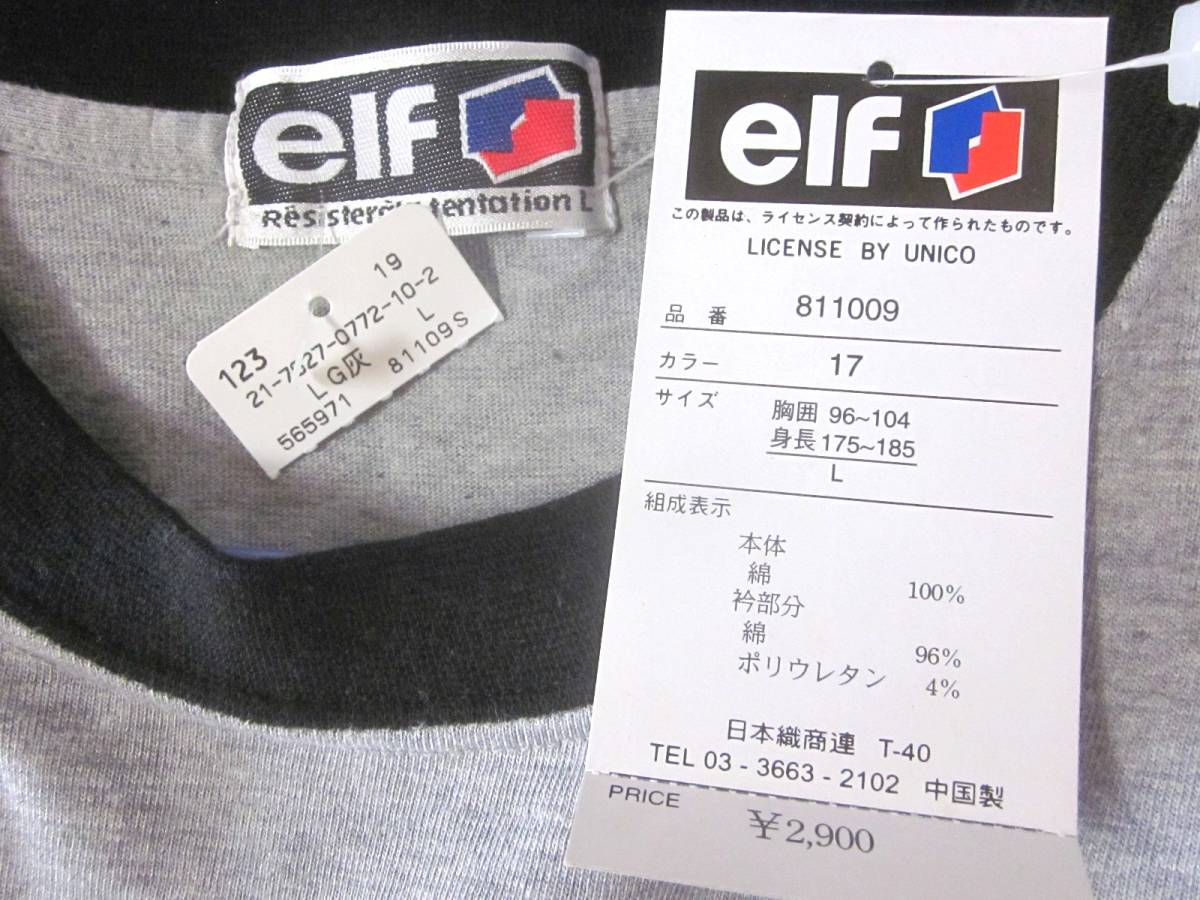 elf
Résister à la tentation L
19
123
21-7527-0772-10-2
LG灰 L
565971 81109S
elf
この製品は、ライセンス契約によって作られたものです。
LICENSE BY UNICO
品番 811009
カラー 17
サイズ 胸囲 96~104
身長 175~185
L
組成表示
本体
綿 100%
衿部分
綿 96%
ポリウレタン 4%
日本織商連 T-40
TEL 03-3663-2102 中国製
PRICE
¥2,900